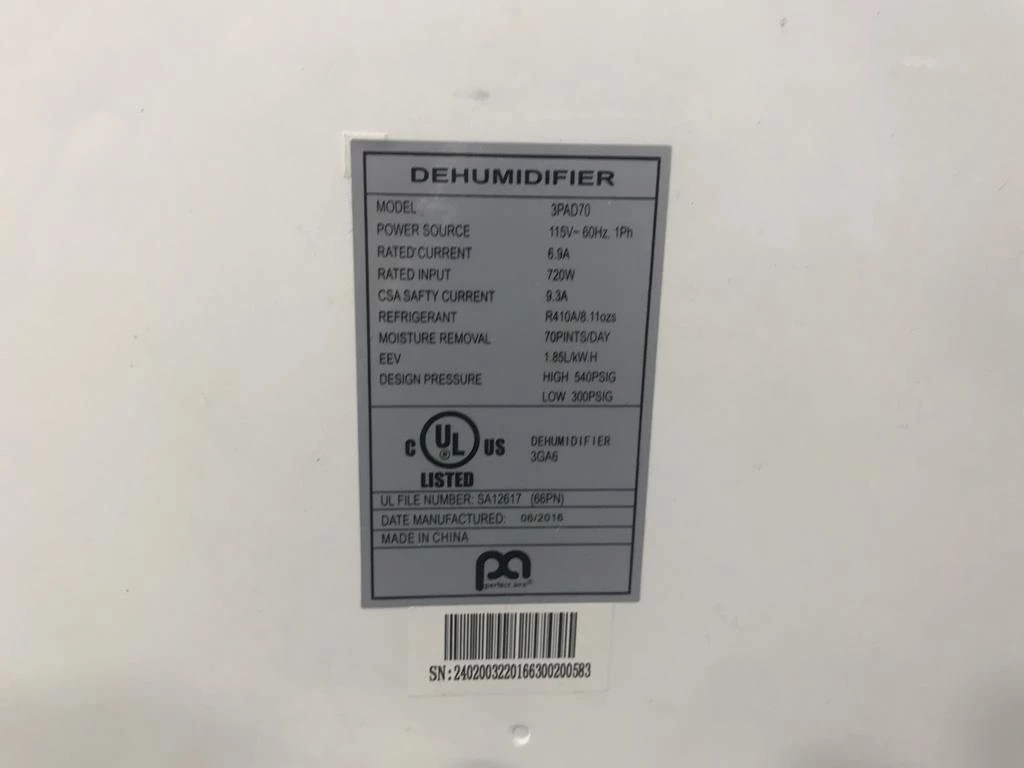 DEHUMIDIFIER
MODEL 3PAD70
POWER SOURCE 115V~ 60Hz, 1Ph
RATED CURRENT 6.9A
RATED INPUT 720W
CSA SAFTY CURRENT 9.3A
REFRIGERANT R410A/8.11ozs
MOISTURE REMOVAL 70PINTS/DAY
EEV 1.85L/kW.H
DESIGN PRESSURE HIGH 540PSIG
LOW 300PSIG
C UL ® US
LISTED
DEHUMIDIFIER
3GA6
UL FILE NUMBER: SA12617 (66PN)
DATE MANUFACTURED: 06/2016
MADE IN CHINA
pa
perfect aire®
SN:2402003220166300200583